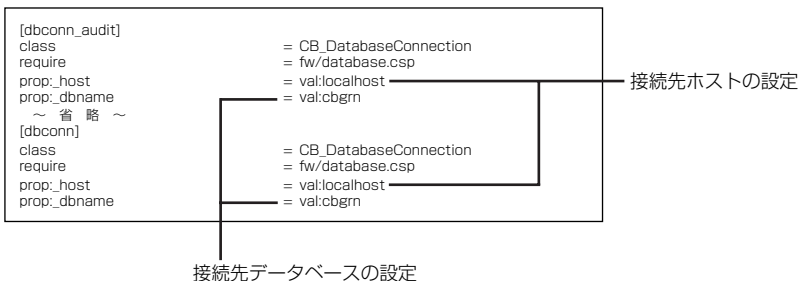 [dbconn_audit]
class = CB_DatabaseConnection
require = fw/database.csp
prop:_host = val:localhost
接続先ホストの設定
prop:_dbname = val:cbgrn
～ 省 略 ～
[dbconn]
class = CB_DatabaseConnection
require = fw/database.csp
prop:_host = val:localhost
prop:_dbname = val:cbgrn
接続先データベースの設定